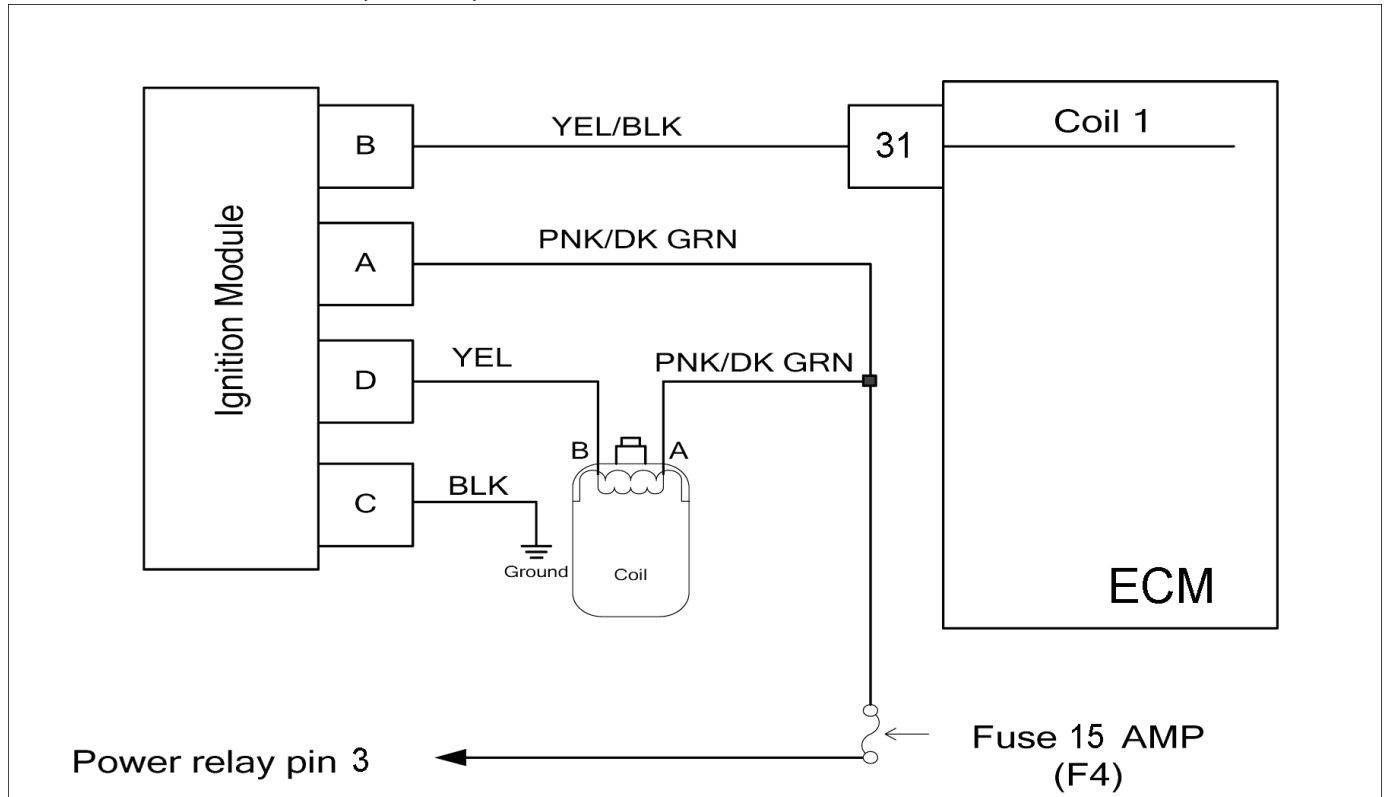 B
YEL/BLK
31
Coil 1
Ignition Module
A
PNK/DK GRN
D
YEL
PNK/DK GRN
B
A
C
BLK
Ground
Coil
ECM
Power relay pin 3
Fuse 15 AMP
(F4)